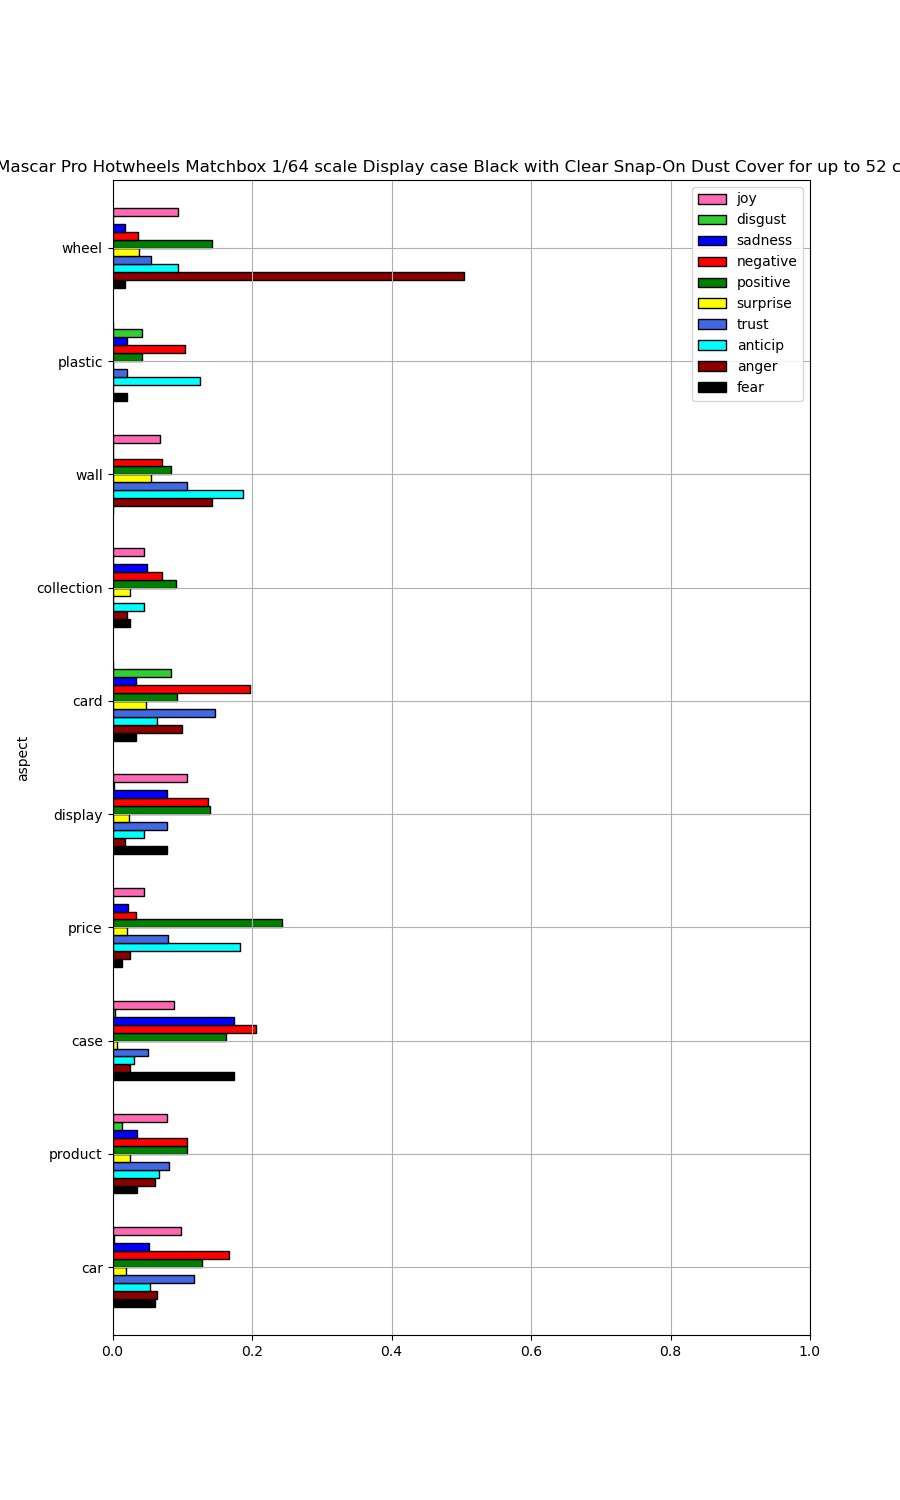 Mascar Pro Hotwheels Matchbox 1/64 scale Display case Black with Clear Snap-On Dust Cover for up to 52 c
joy
disgust
sadness
negative
positive
surprise
trust
anticip
anger
fear
wheel
plastic
wall
collection
card
display
price
case
product
car
aspect
0.0 0.2 0.4 0.6 0.8 1.0